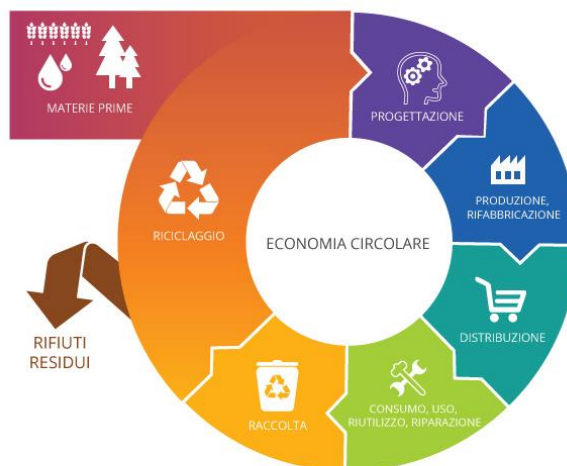 MATERIE PRIME
PROGETTAZIONE
PRODUZIONE,
RIFABBRICAZIONE
RICICLAGGIO
ECONOMIA CIRCOLARE
DISTRIBUZIONE
RIFIUTI
RESIDUI
CONSUMO, USO,
RIUTILIZZO, RIPARAZIONE
RACCOLTA